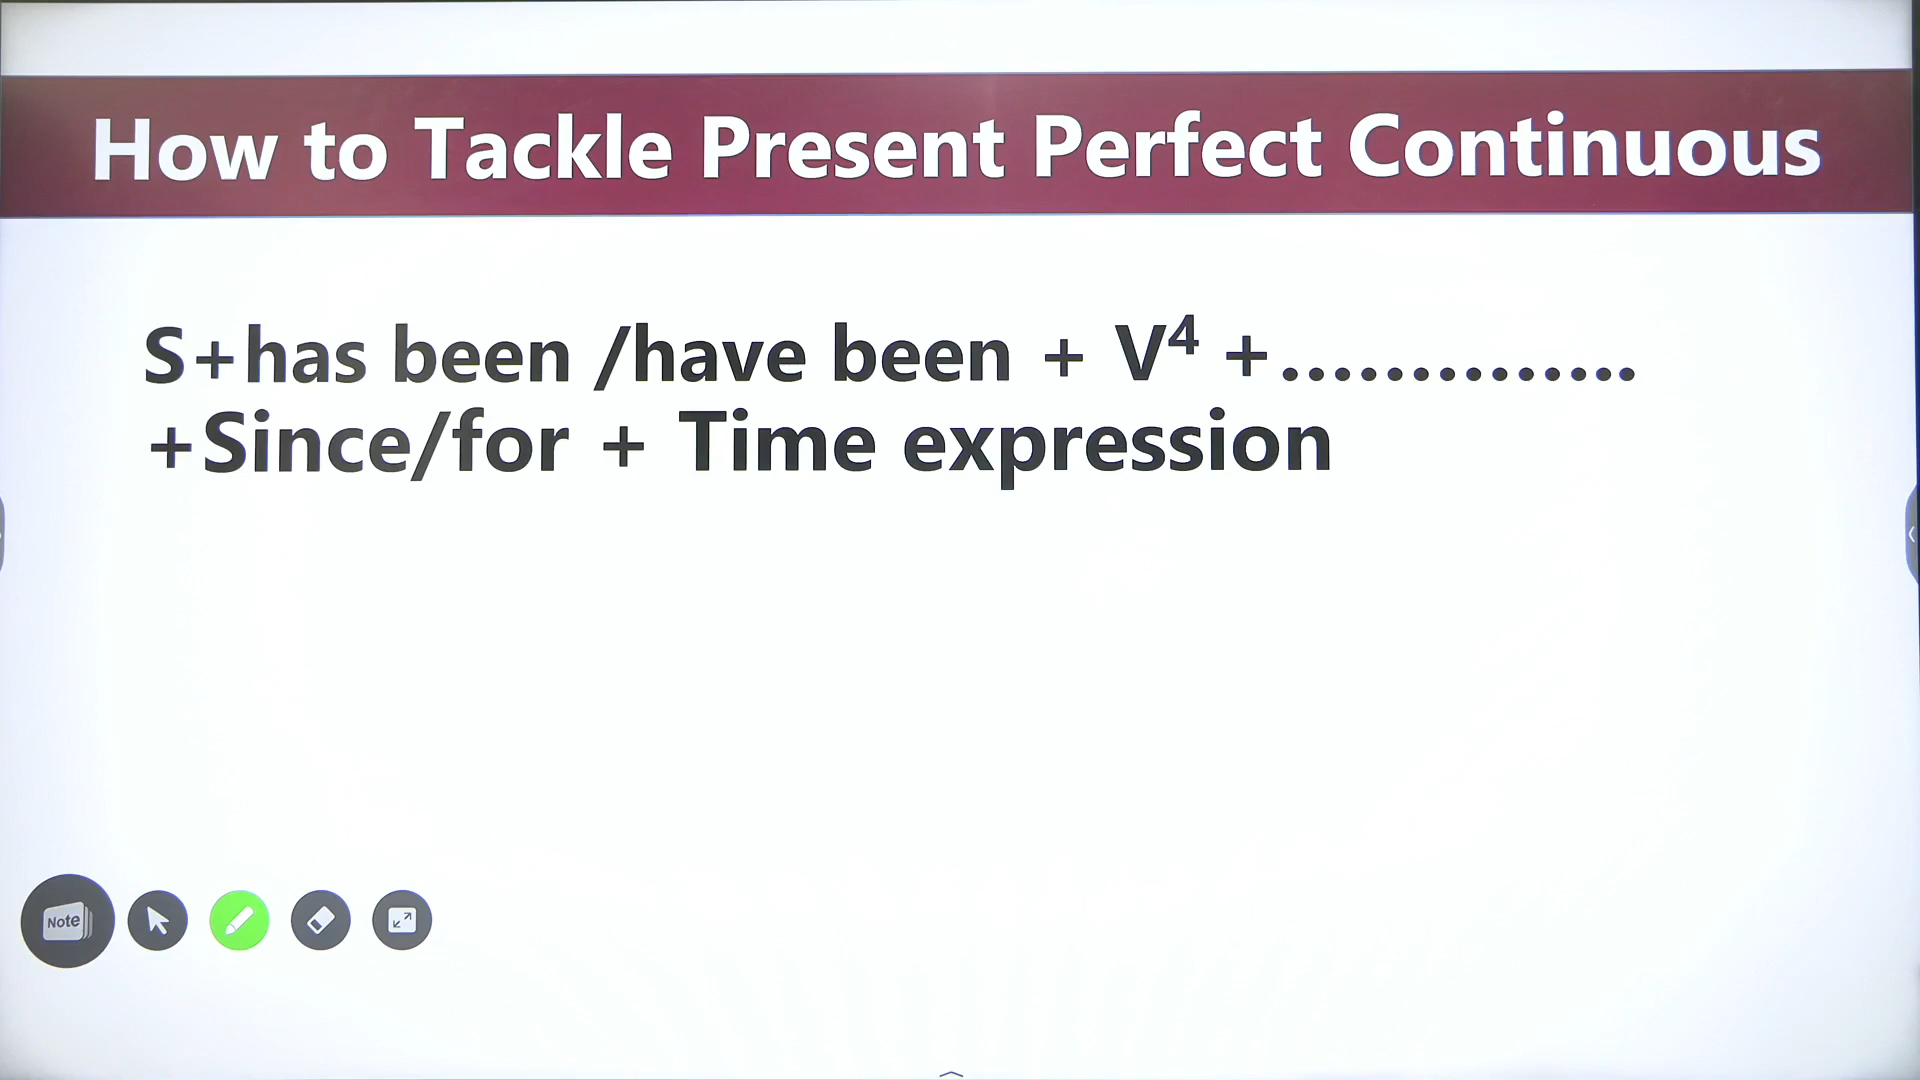 How to Tackle Present Perfect Continuous
S+has been /have been + V⁴ +..............
+Since/for + Time expression
Note